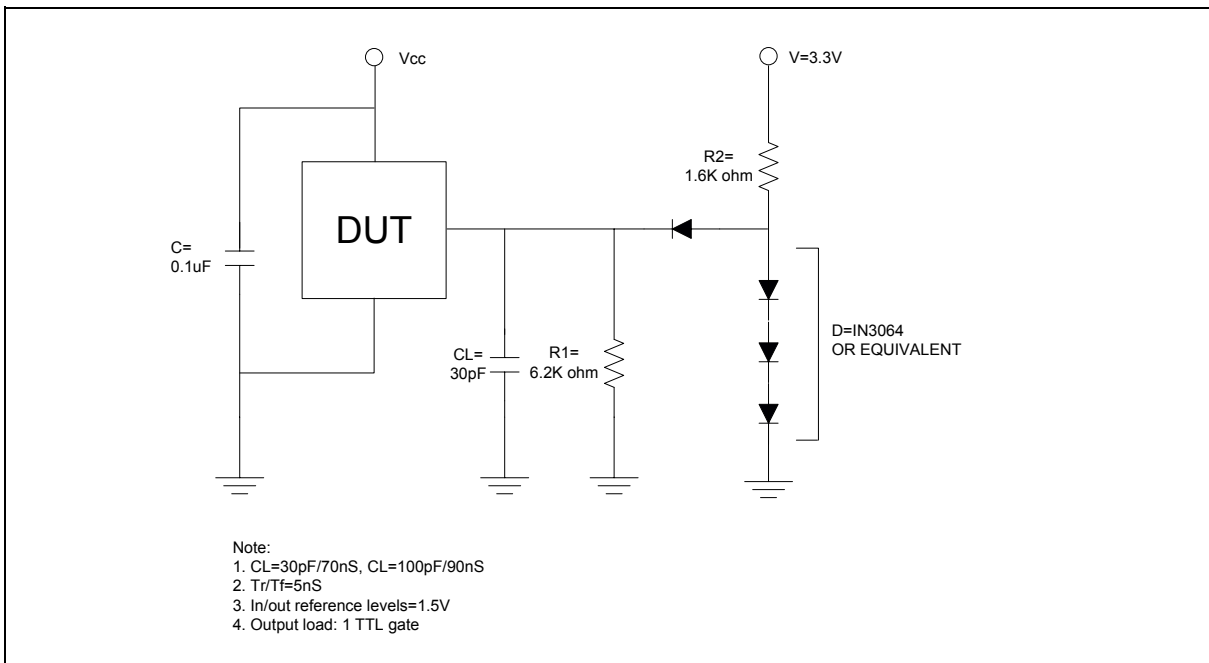 Vcc
V=3.3V
R2=
1.6K ohm
DUT
C=
0.1uF
D=IN3064
OR EQUIVALENT
CL=
30pF
R1=
6.2K ohm
Note:
1. CL=30pF/70nS, CL=100pF/90nS
2. Tr/Tf=5nS
3. In/out reference levels=1.5V
4. Output load: 1 TTL gate